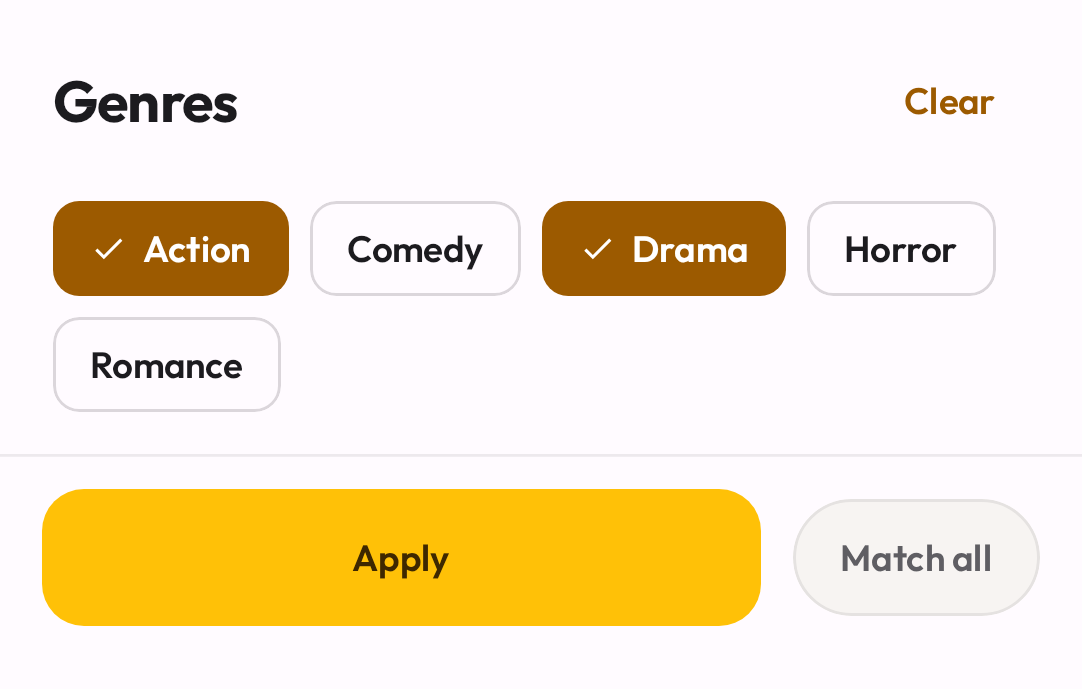 Genres
Clear
Action
Comedy
Drama
Horror
Romance
Apply
Match all